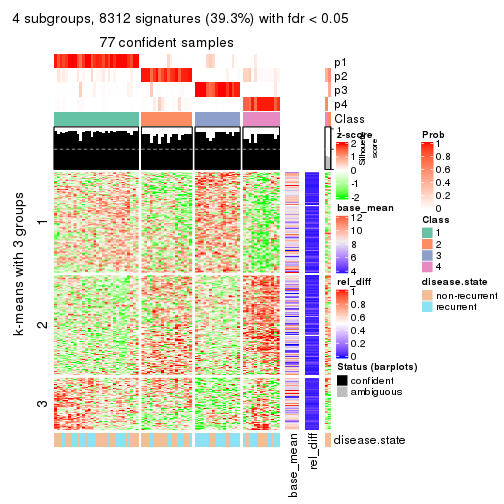 4 subgroups, 8312 signatures (39.3%) with fdr < 0.05
77 confident samples
p1
p2
p3
p4
Class
1
Silhouette
score
z-score
2
1
0
-1
-2
base_mean
12
10
8
6
4
rel_diff
1
0.8
0.6
0.4
0.2
0
Status (barplots)
confident
ambiguous
Prob
1
0.8
0.6
0.4
0.2
0
Class
1
2
3
4
disease.state
non-recurrent
recurrent
k-means with 3 groups
1
2
3
disease.state
base_mean
rel_diff